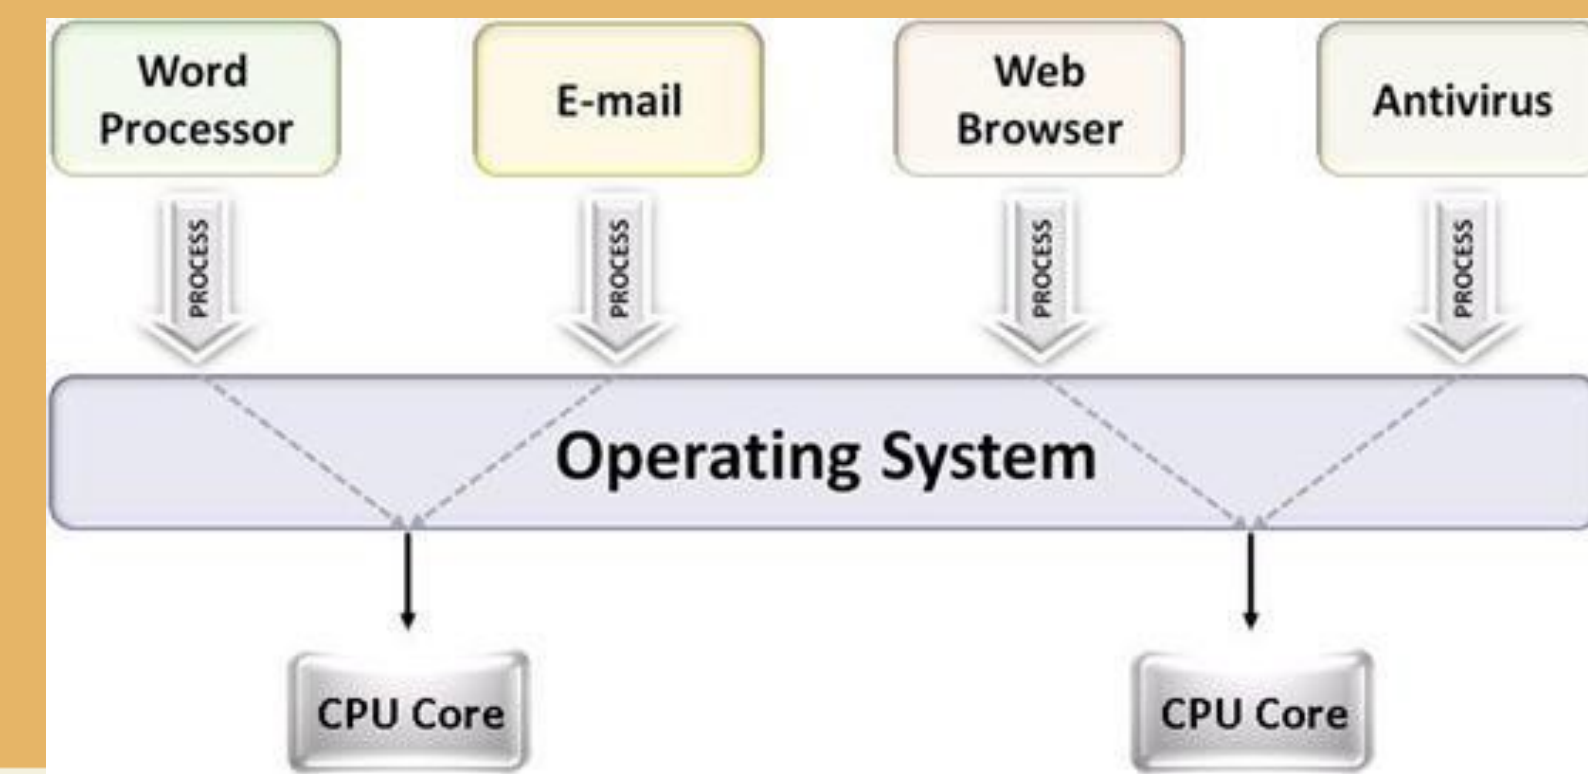 Word
Processor
E-mail
Web
Browser
Antivirus
PROCESS
PROCESS
PROCESS
PROCESS
Operating System
CPU Core
CPU Core